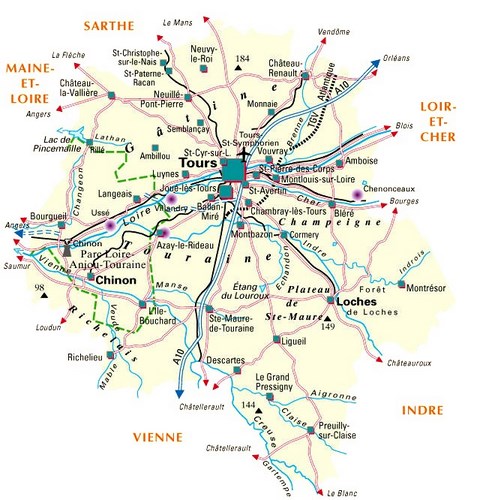 SARTHE
Le Mans
Vendôme
La Flèche
St-Christophe-
sur-le-Nais
Neuvy-
le-Roi
184
Château-
Renault
Orléans
MAINE-
ET-
LOIRE
St-Paterne-
Racan
Château-
la-Vallière
Neuillé-
Pont-Pierre
TGV Atlantique
A10
LOIR-
ET-
CHER
Angers
Monnaie
Semblançay
Brenne
Blois
Lathan
Lac de
Pincemaille
Rillé
G
â
t
i
n
e
Ambillou
Tours
St-Symphorien
St-Cyr-sur-L.
Vouvray
Tours
St-Pierre-des-Corps
Amboise
Luynes
Montlouis-sur-Loire
Joué-lès-Tours
St-Avertin
Chenonceaux
Langeais
Villandry
Ballan-
Miré
Cher
Bourges
Changeon
Bourgueil
Ussé
Loire
Chambray-lès-Tours
Bléré
Champeigne
Angers
Chinon
Azay-le-Rideau
Montbazon
Cormery
Parc Loire-
Anjou-Touraine
Touraine
Indre
Indrois
Saumur
Vienne
Chinon
Echandon
Manse
Étang
du Louroux
Plateau
de
Ste-Maure
Forêt
de Loches
Montrésor
98
Loches
L'Ile-
Bouchard
Ste-Maure-
de-Touraine
149
Loudun
Richelais
Veude
Ligueil
Richelieu
A10
Descartes
Châteauroux
Mable
Le Grand
Pressigny
Aigronne
Châtellerault
144
Claise
INDRE
VIENNE
Creuse
Preuilly-
sur-Claise
Châtellerault
Gartempe
Le Blanc